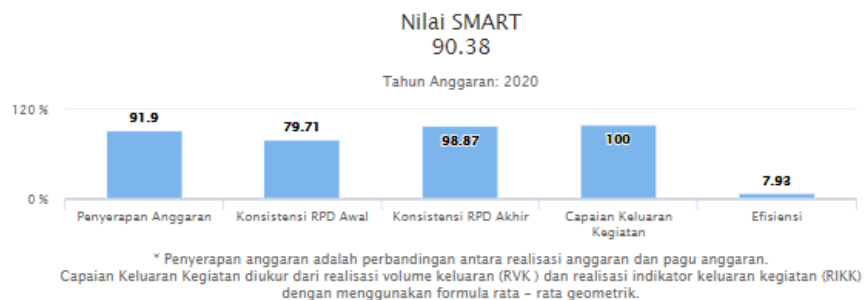 Nilai SMART
90.38
Tahun Anggaran: 2020
120 %
91.9
79.71
98.87
100
7.93
0 %
Penyerapan Anggaran
Konsistensi RPD Awal
Konsistensi RPD Akhir
Capaian Keluaran
Kegiatan
Efisiensi
* Penyerapan anggaran adalah perbandingan antara realisasi anggaran dan pagu anggaran.
Capaian Keluaran Kegiatan diukur dari realisasi volume keluaran (RVK ) dan realisasi indikator keluaran kegiatan (RIKK)
dengan menggunakan formula rata – rata geometrik.